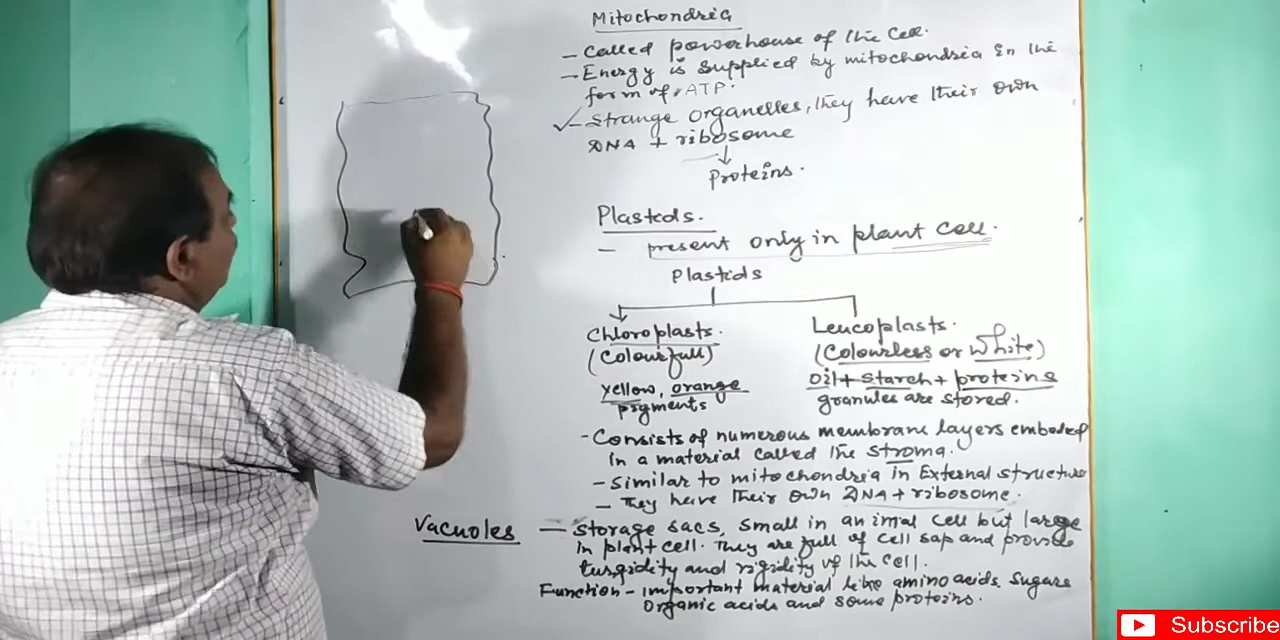 Mitochondria
- Called powerhouse of the Cell.
- Energy is supplied by mitochondria in the
form of ATP.
✓- Strange organelles, they have their own
DNA + ribosome
↓
Proteins.
Plastids.
- present only in plant cell.
Plastids
Chloroplasts.
(Colourfull)
Yellow, orange
pigments
Leucoplasts.
(Colourless or White)
Oil + Starch + proteins
granules are stored.
- Consists of numerous membrane layers embeded
in a material called the stroma.
- Similar to mitochondria in External structure
- They have their own DNA + ribosome.
Vacuoles - Storage sacs, small in animal cell but large
in plant cell. They are full of cell sap and provide
turgidity and rigidity of the cell.
Function - important material like amino acids, Sugars
Organic acids and some proteins.
Subscribe